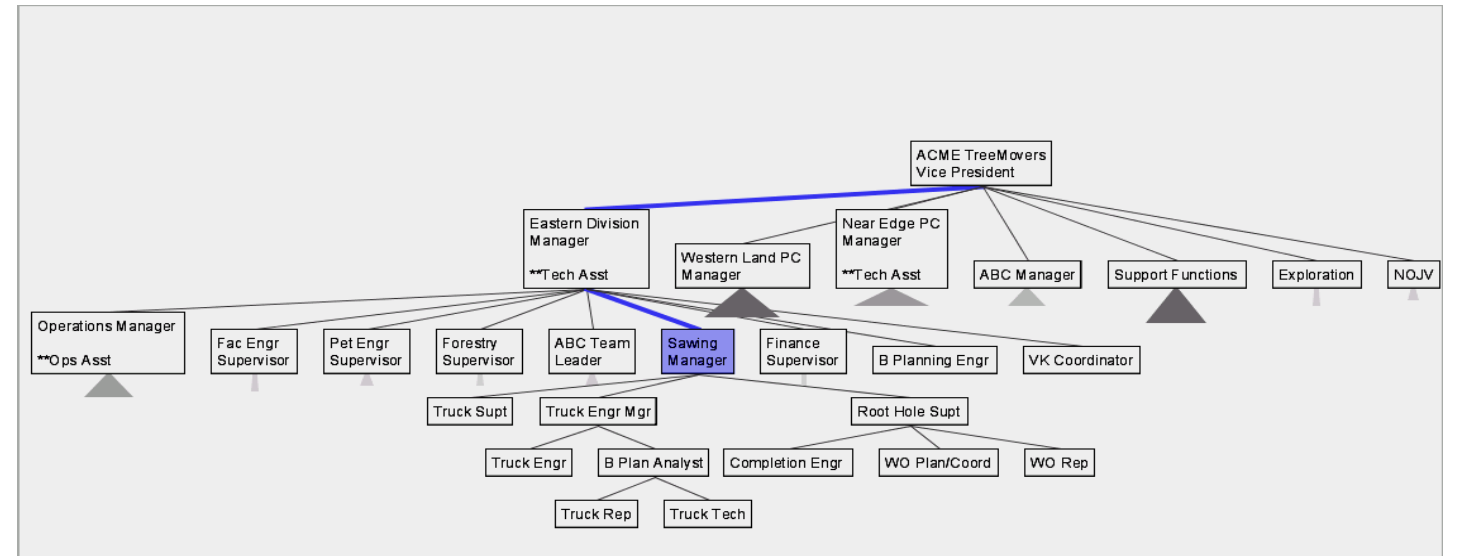 ACME TreeMovers
Vice President
Eastern Division
Manager
**Tech Asst
Western Land PC
Manager
Near Edge PC
Manager
**Tech Asst
ABC Manager
Support Functions
Exploration
NOJV
Operations Manager
**Ops Asst
Fac Engr
Supervisor
Pet Engr
Supervisor
Forestry
Supervisor
ABC Team
Leader
Sawing
Manager
Finance
Supervisor
B Planning Engr
VK Coordinator
Truck Supt
Truck Engr Mgr
Root Hole Supt
Truck Engr
B Plan Analyst
Completion Engr
WO Plan/Coord
WO Rep
Truck Rep
Truck Tech